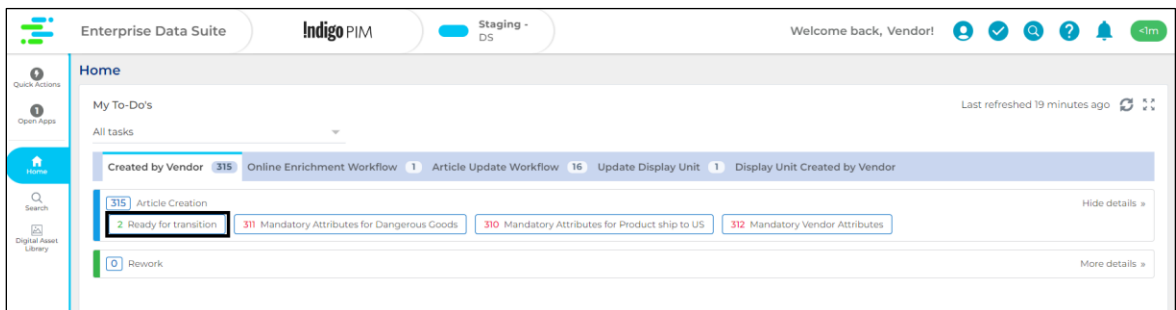 Enterprise Data Suite
!ndigo PIM
Staging -
DS
Welcome back, Vendor!
<1m
Quick Actions
1
Open Apps
Home
Search
Digital Asset
Library
Home
My To-Do's
Last refreshed 19 minutes ago
All tasks
Created by Vendor 315 Online Enrichment Workflow 1 Article Update Workflow 16 Update Display Unit 1 Display Unit Created by Vendor
315 Article Creation
Hide details »
2 Ready for transition 311 Mandatory Attributes for Dangerous Goods 310 Mandatory Attributes for Product ship to US 312 Mandatory Vendor Attributes
0 Rework
More details »